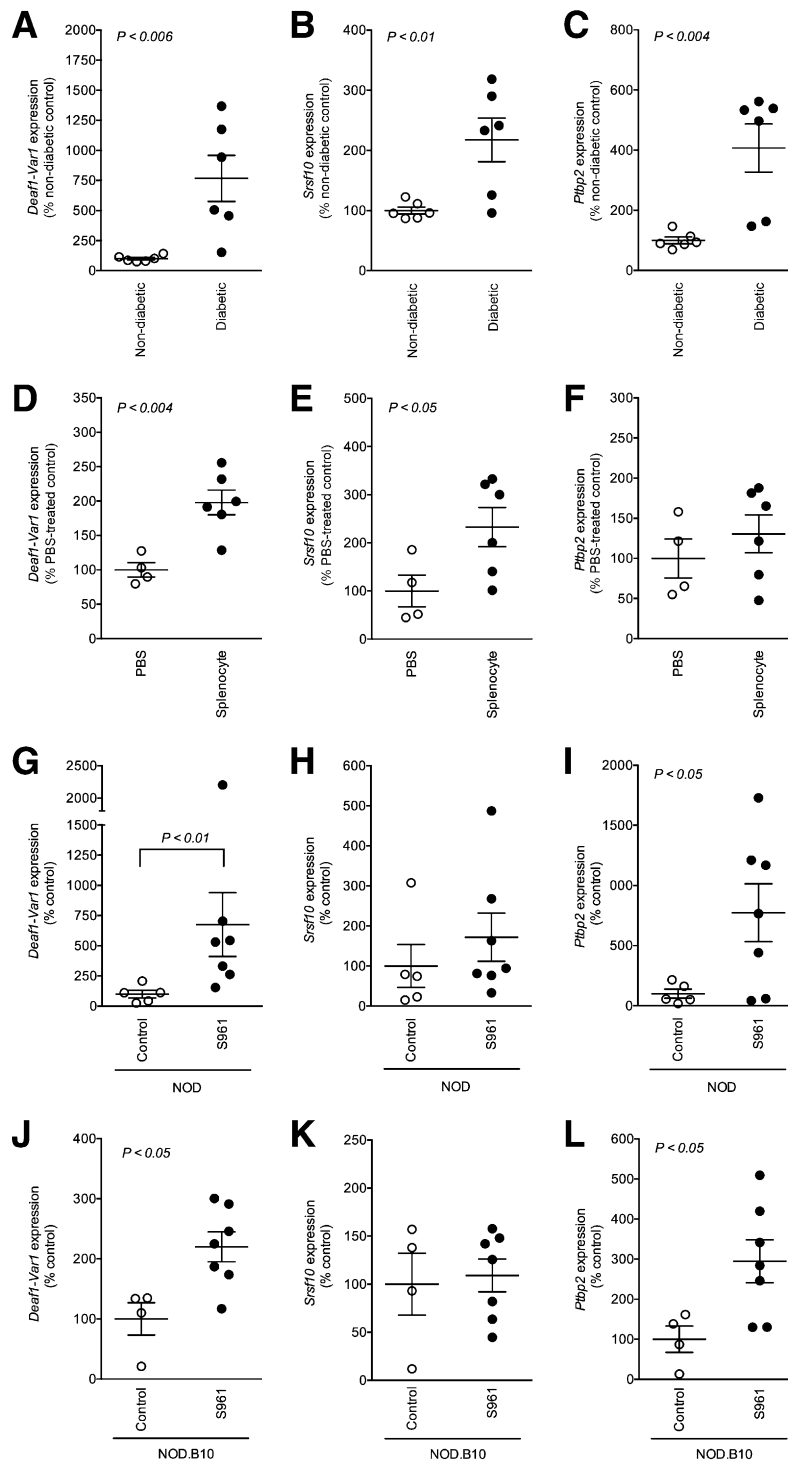 A
P < 0.006
Deaf1-Var1 expression
(% non-diabetic control)
2000
1750
1500
1250
1000
750
500
250
0
Non-diabetic
Diabetic
B
P < 0.01
Srsf10 expression
(% non-diabetic control)
400
300
200
100
0
Non-diabetic
Diabetic
C
P < 0.004
Ptbp2 expression
(% non-diabetic control)
800
600
400
200
0
Non-diabetic
Diabetic
D
P < 0.004
Deaf1-Var1 expression
(% PBS-treated control)
350
300
250
200
150
100
50
0
PBS
Splenocyte
E
P < 0.05
Srsf10 expression
(% PBS-treated control)
500
400
300
200
100
0
PBS
Splenocyte
F
Ptbp2 expression
(% PBS-treated control)
300
250
200
150
100
50
0
PBS
Splenocyte
G
P < 0.01
Deaf1-Var1 expression
(% control)
2500
2000
1500
1000
750
500
250
0
Control
S961
NOD
H
Srsf10 expression
(% control)
600
500
400
300
200
100
0
Control
S961
NOD
I
P < 0.05
Ptbp2 expression
(% control)
2000
1500
000
500
0
Control
S961
NOD
J
P < 0.05
Deaf1-Var1 expression
(% control)
400
300
200
100
0
Control
S961
NOD.B10
K
Srsf10 expression
(% control)
250
200
150
100
50
0
Control
S961
NOD.B10
L
P < 0.05
Ptbp2 expression
(% control)
600
500
400
300
200
100
0
Control
S961
NOD.B10